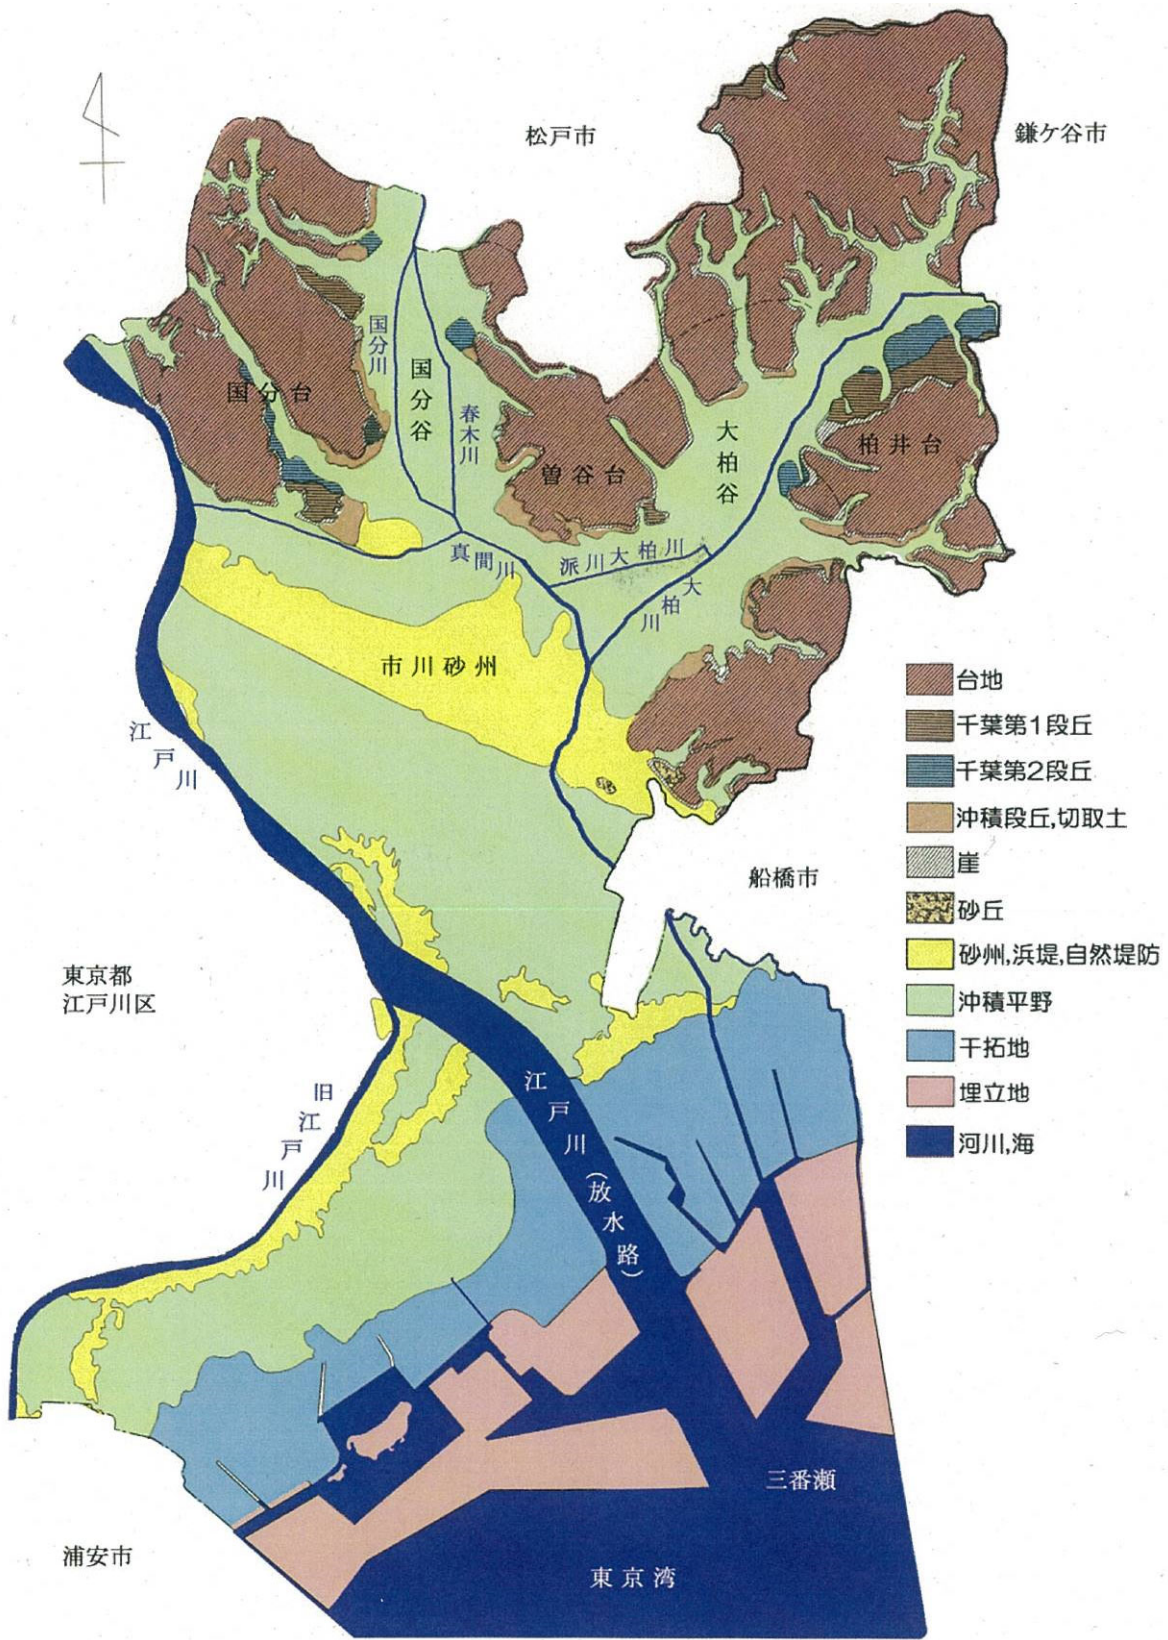 松戸市
鎌ケ谷市
国分川
国分谷
国分台
春木川
大柏谷
柏井台
曽谷台
真間川
派川大柏川
大柏川
市川砂州
江戸川
台地
千葉第1段丘
千葉第2段丘
沖積段丘,切取土
崖
砂丘
砂州,浜堤,自然堤防
沖積平野
干拓地
埋立地
河川,海
船橋市
東京都
江戸川区
旧江戸川
江戸川(放水路)
三番瀬
浦安市
東京湾